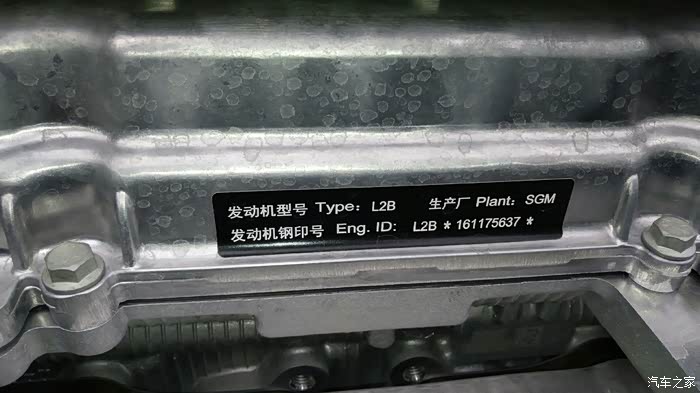 发动机型号 Type: L2B 生产厂 Plant: SGM
发动机钢印号 Eng. ID: L2B * 161175637 *
汽车之家